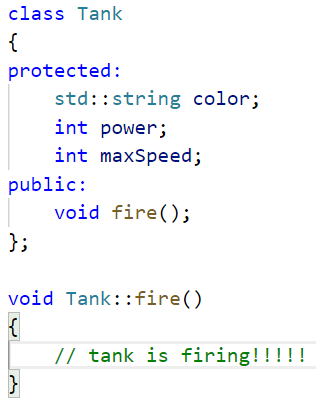 class Tank
{
protected:
    std::string color;
    int power;
    int maxSpeed;
public:
    void fire();
};

void Tank::fire()
{
    // tank is firing!!!!!
}